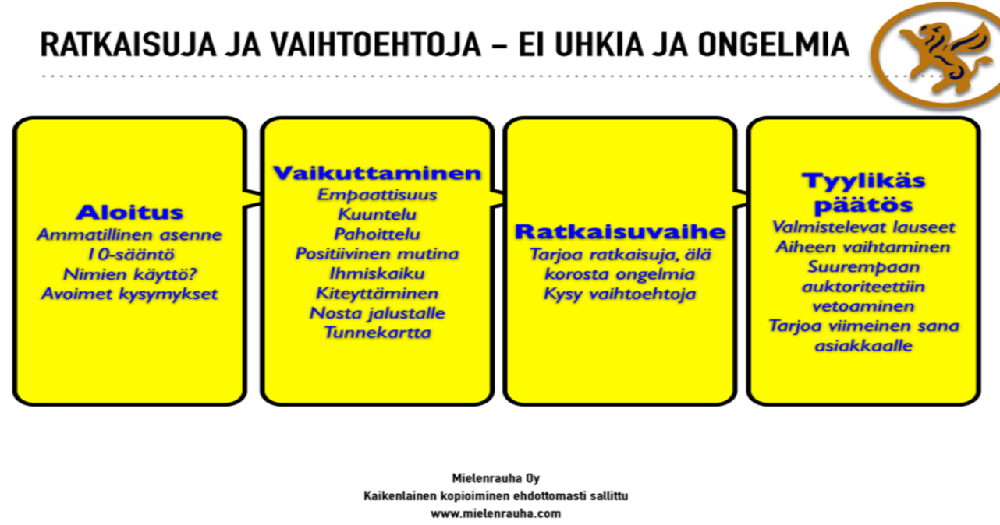 RATKAISUJA JA VAIHTOEHTOJA – EI UHKIA JA ONGELMIA
Aloitus
Ammatillinen asenne
10-sääntö
Nimien käyttö?
Avoimet kysymykset
Vaikuttaminen
Empaattisuus
Kuuntelu
Pahoittelu
Positiivinen mutina
Ihmiskaiku
Kiteyttäminen
Nosta jalustalle
Tunnekartta
Ratkaisuvaihe
Tarjoa ratkaisuja, älä
korosta ongelmia
Kysy vaihtoehtoja
Tyylikäs
päätös
Valmistelevat lauseet
Aiheen vaihtaminen
Suurempaan
auktoriteettiin
vetoaminen
Tarjoa viimeinen sana
asiakkaalle
Mielenrauha Oy
Kaikenlainen kopioiminen ehdottomasti sallittu
www.mielenrauha.com